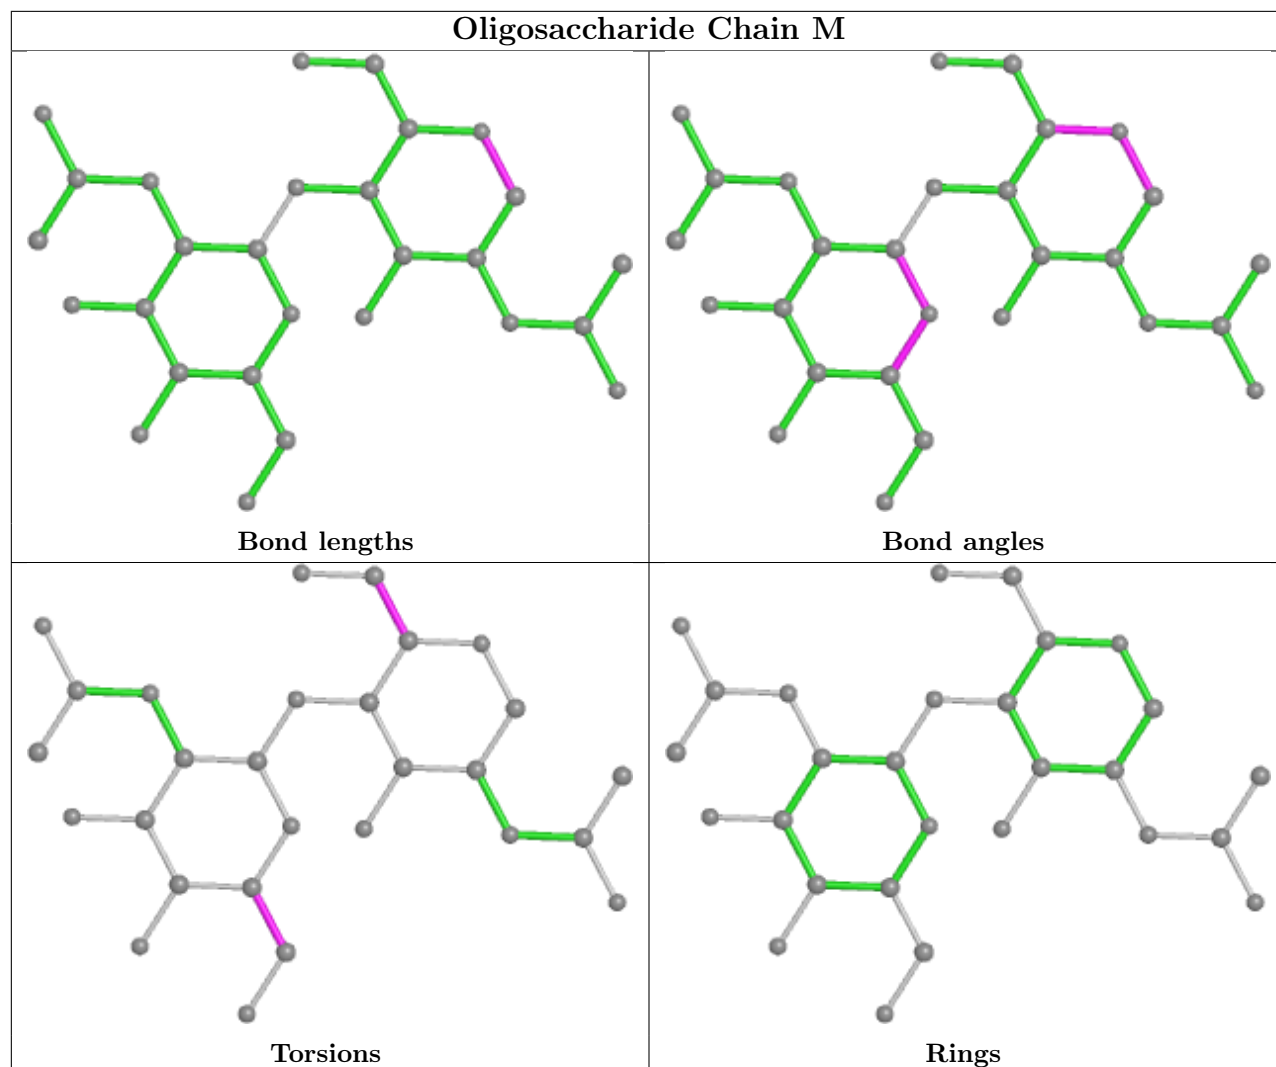 Oligosaccharide Chain M
Bond lengths
Bond angles
Torsions
Rings